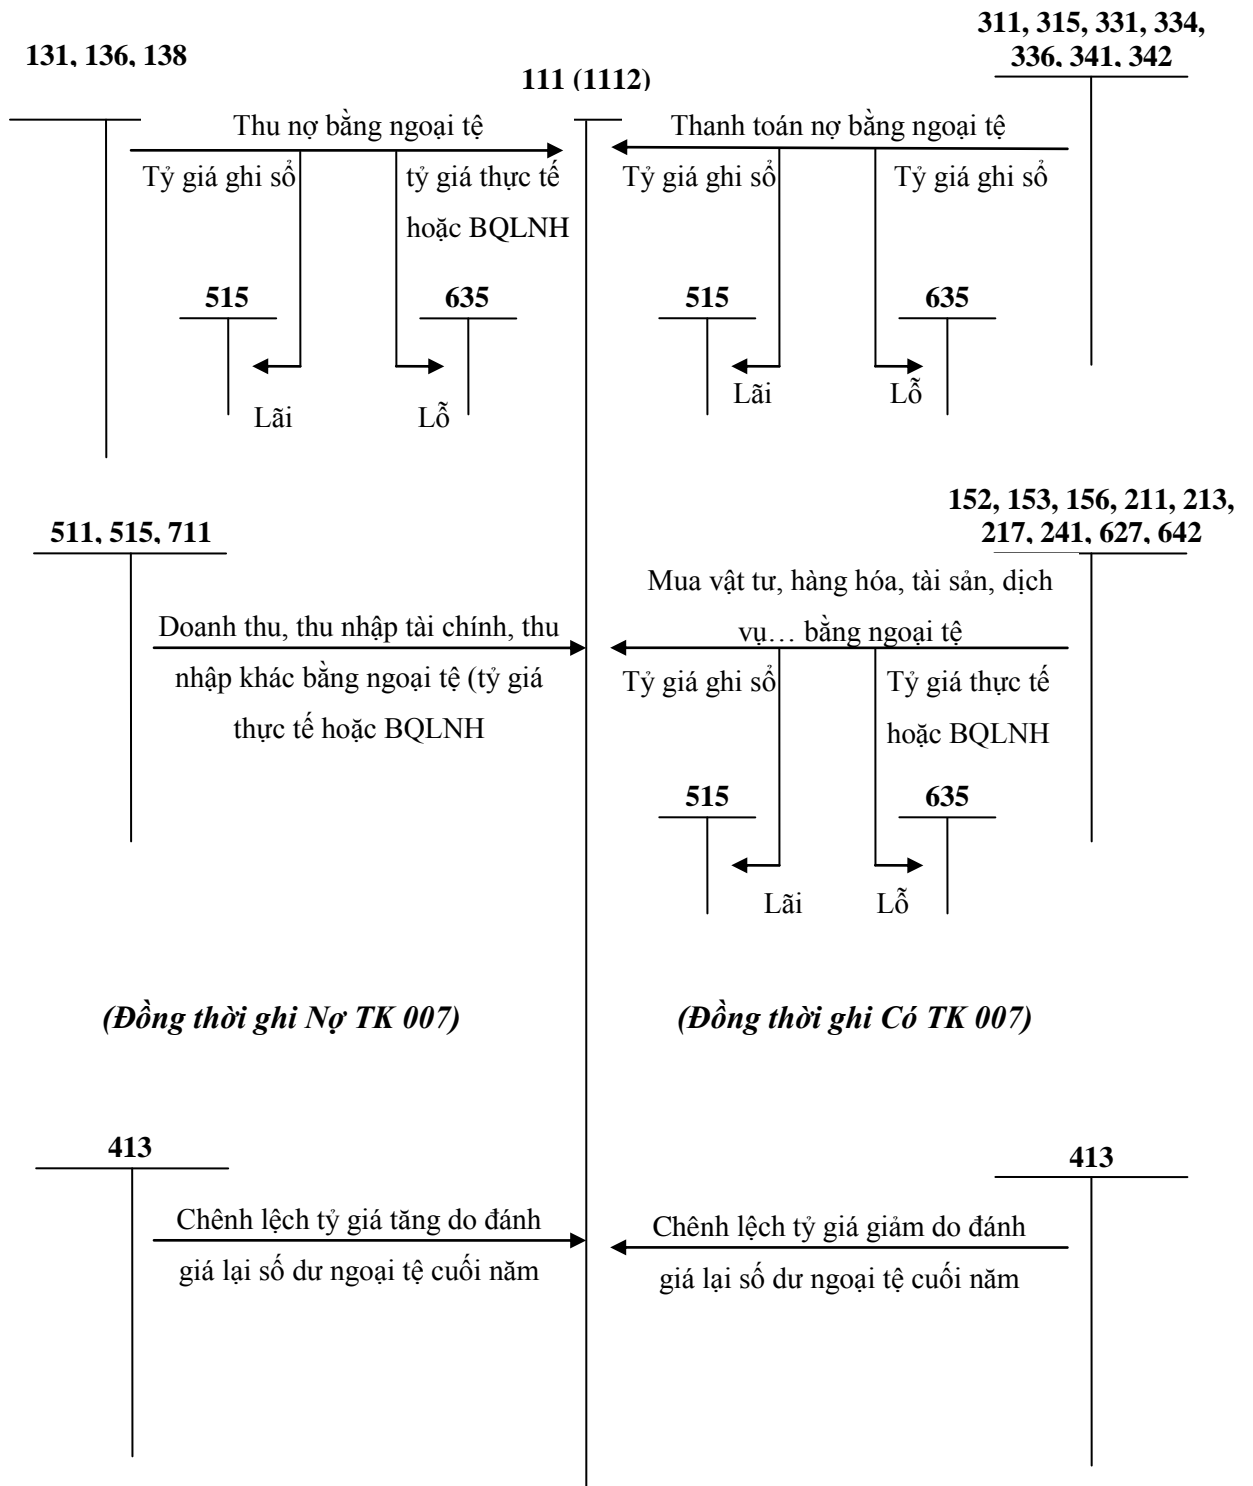 131, 136, 138
111 (1112)
311, 315, 331, 334,
336, 341, 342
Thu nợ bằng ngoại tệ
Tỷ giá ghi sổ
tỷ giá thực tế
hoặc BQLNH
515
635
Lãi
Lỗ
Thanh toán nợ bằng ngoại tệ
Tỷ giá ghi sổ
Tỷ giá ghi sổ
515
635
Lãi
Lỗ
511, 515, 711
Doanh thu, thu nhập tài chính, thu
nhập khác bằng ngoại tệ (tỷ giá
thực tế hoặc BQLNH
152, 153, 156, 211, 213,
217, 241, 627, 642
Mua vật tư, hàng hóa, tài sản, dịch
vụ… bằng ngoại tệ
Tỷ giá ghi sổ
Tỷ giá thực tế
hoặc BQLNH
515
635
Lãi
Lỗ
(Đồng thời ghi Nợ TK 007)
(Đồng thời ghi Có TK 007)
413
Chênh lệch tỷ giá tăng do đánh
giá lại số dư ngoại tệ cuối năm
413
Chênh lệch tỷ giá giảm do đánh
giá lại số dư ngoại tệ cuối năm